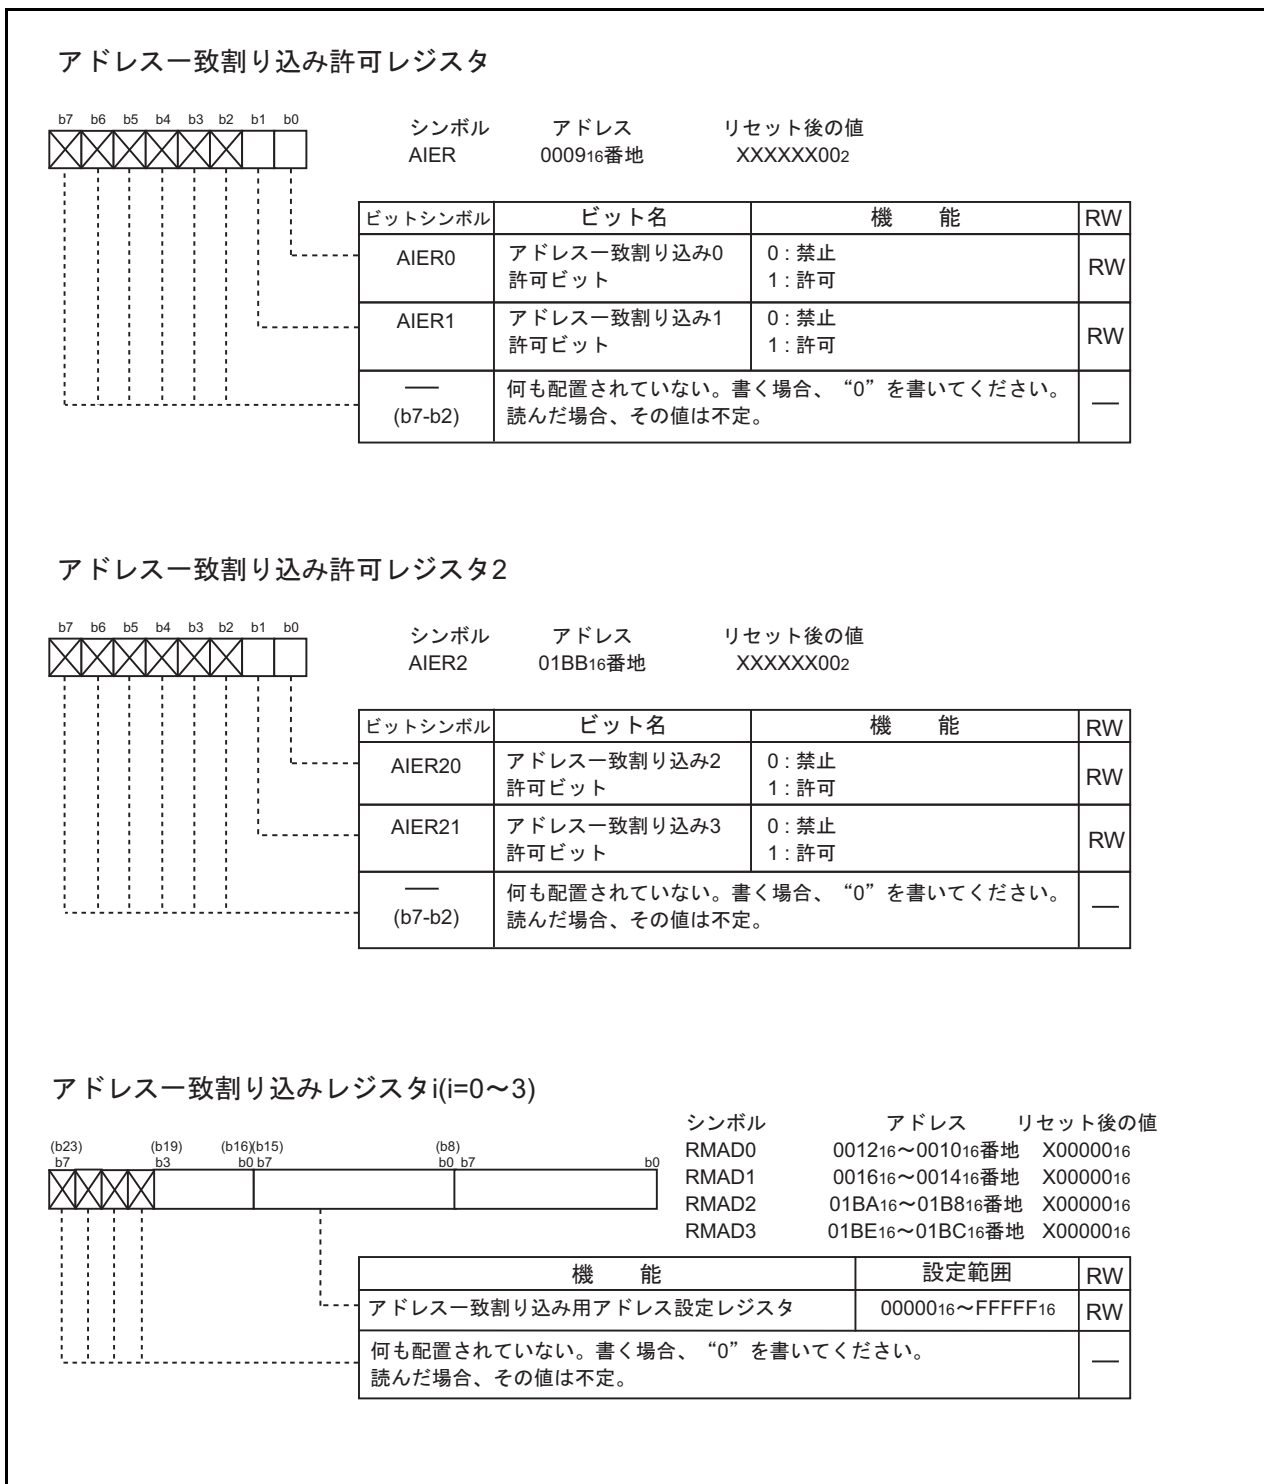 アドレス一致割り込み許可レジスタ
b7 b6 b5 b4 b3 b2 b1 b0
シンボル アドレス リセット後の値
AIER 000916番地 XXXXXX002
ビットシンボル ビット名 機 能 RW
AIER0 アドレス一致割り込み0 0 : 禁止 RW
許可ビット 1 : 許可
AIER1 アドレス一致割り込み1 0 : 禁止 RW
許可ビット 1 : 許可
― 何も配置されていない。書く場合、“0”を書いてください。 ―
(b7-b2) 読んだ場合、その値は不定。
アドレス一致割り込み許可レジスタ2
b7 b6 b5 b4 b3 b2 b1 b0
シンボル アドレス リセット後の値
AIER2 01BB16番地 XXXXXX002
ビットシンボル ビット名 機 能 RW
AIER20 アドレス一致割り込み2 0 : 禁止 RW
許可ビット 1 : 許可
AIER21 アドレス一致割り込み3 0 : 禁止 RW
許可ビット 1 : 許可
― 何も配置されていない。書く場合、“0”を書いてください。 ―
(b7-b2) 読んだ場合、その値は不定。
アドレス一致割り込みレジスタi(i=0～3)
シンボル アドレス リセット後の値
(b23) (b19) (b16)(b15) (b8)
b7 b3 b0 b7 b0 b7 b0
RMAD0 001216～001016番地 X0000016
RMAD1 001616～001416番地 X0000016
RMAD2 01BA16～01B816番地 X0000016
RMAD3 01BE16～01BC16番地 X0000016
機 能 設定範囲 RW
アドレス一致割り込み用アドレス設定レジスタ 0000016～FFFFF16 RW
何も配置されていない。書く場合、“0”を書いてください。 ―
読んだ場合、その値は不定。